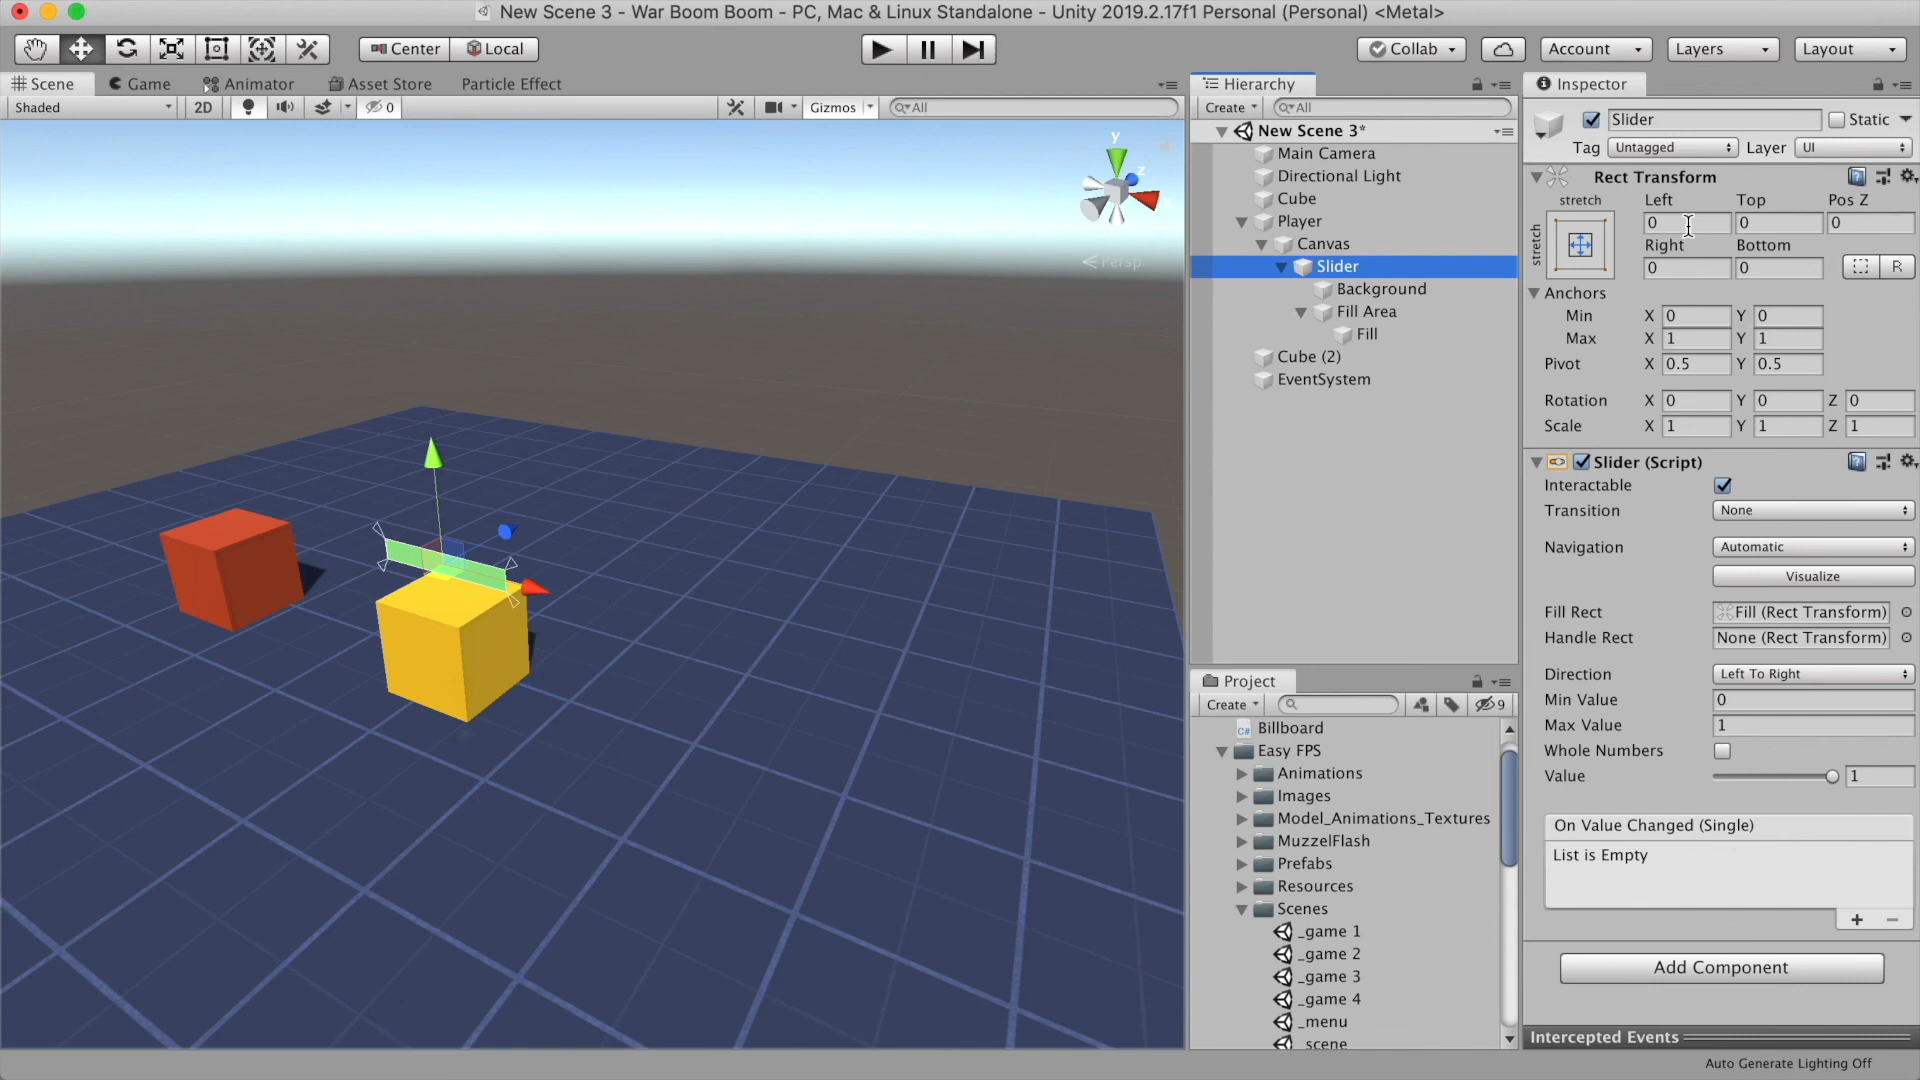 New Scene 3 - War Boom Boom - PC, Mac & Linux Standalone - Unity 2019.2.17f1 Personal (Personal) <Metal>
Center Local Collab Account Layers Layout
Scene Game Animator Asset Store Particle Effect
Shaded 2D 0 Gizmos All
y
z
Persp
Hierarchy
Create All
New Scene 3*
Main Camera
Directional Light
Cube
Player
Canvas
Slider
Background
Fill Area
Fill
Cube (2)
EventSystem
Project
Create 9
Billboard
Easy FPS
Animations
Images
Model_Animations_Textures
MuzzelFlash
Prefabs
Resources
Scenes
_game 1
_game 2
_game 3
_game 4
_menu
_scene
Inspector
Slider Static
Tag Untagged Layer UI
Rect Transform
stretch Left Top Pos Z
stretch 0 0 0
Right Bottom
0 0 R
Anchors
Min X 0 Y 0
Max X 1 Y 1
Pivot X 0.5 Y 0.5
Rotation X 0 Y 0 Z 0
Scale X 1 Y 1 Z 1
Slider (Script)
Interactable
Transition None
Navigation Automatic
Visualize
Fill Rect Fill (Rect Transform)
Handle Rect None (Rect Transform)
Direction Left To Right
Min Value 0
Max Value 1
Whole Numbers
Value 1
On Value Changed (Single)
List is Empty
+ −
Add Component
Intercepted Events
Auto Generate Lighting Off